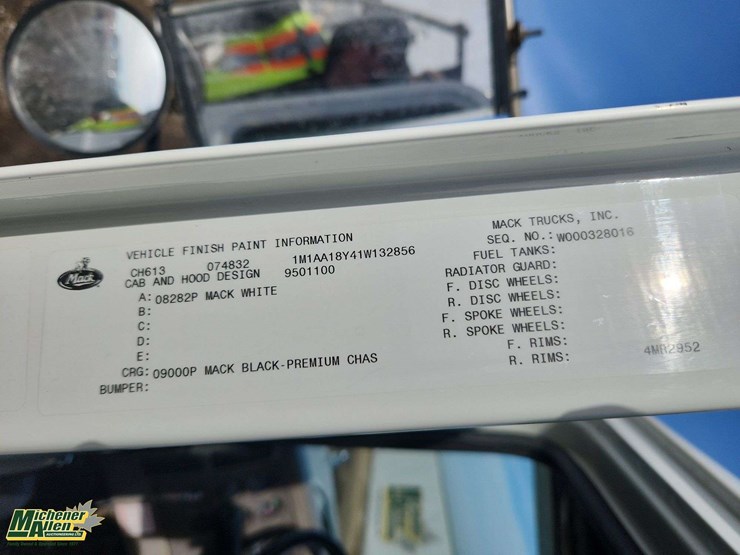 Mack
VEHICLE FINISH PAINT INFORMATION
CH613 074832 1M1AA18Y41W132856
CAB AND HOOD DESIGN 9501100
A: 08282P MACK WHITE
B:
C:
D:
E:
CRG: 09000P MACK BLACK-PREMIUM CHAS
BUMPER:
MACK TRUCKS, INC.
SEQ. NO.: W000328016
FUEL TANKS:
RADIATOR GUARD:
F. DISC WHEELS:
R. DISC WHEELS:
F. SPOKE WHEELS:
R. SPOKE WHEELS:
F. RIMS:
R. RIMS:
4MR2952
Michener
Allen
AUCTIONEERING LTD.